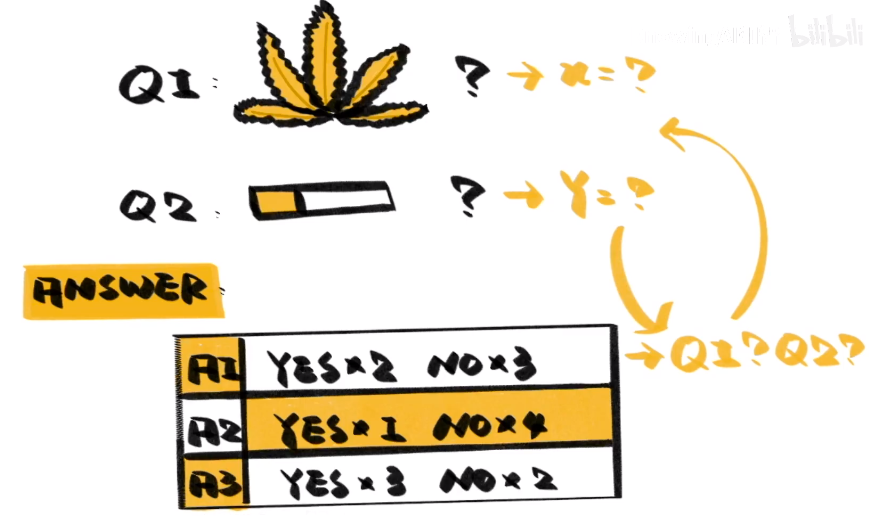 bilibili
Q1: ? → x=?
Q2: ? → Y=?
ANSWER:
→Q1?Q2?
A1 YES×2 NO×3
A2 YES×1 NO×4
A3 YES×3 NO×2